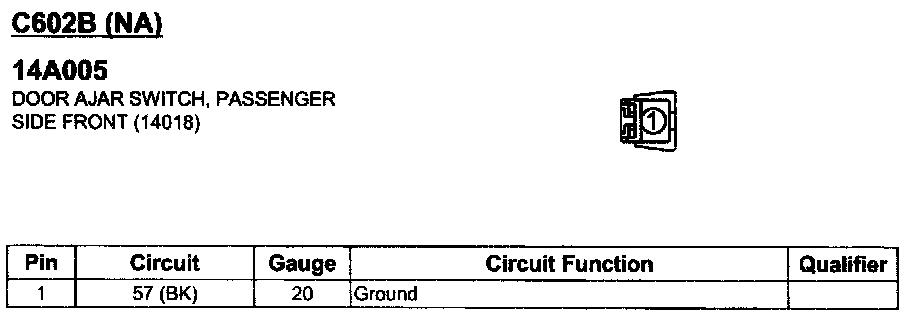 C602B (NA)
14A005
DOOR AJAR SWITCH, PASSENGER
SIDE FRONT (14018)
1
Pin Circuit Gauge Circuit Function Qualifier
1 57 (BK) 20 Ground